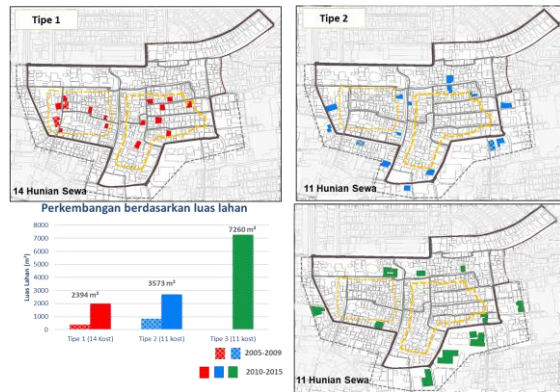 Tipe 1
14 Hunian Sewa
Tipe 2
11 Hunian Sewa
Perkembangan berdasarkan luas lahan
Luas Lahan (m²)
8000
7000
6000
5000
4000
3000
2000
1000
0
2394 m²
3573 m²
7260 m²
Tipe 1 (14 Kost)
Tipe 2 (11 kost)
Tipe 3 (11 kost)
2005-2009
2010-2015
11 Hunian Sewa